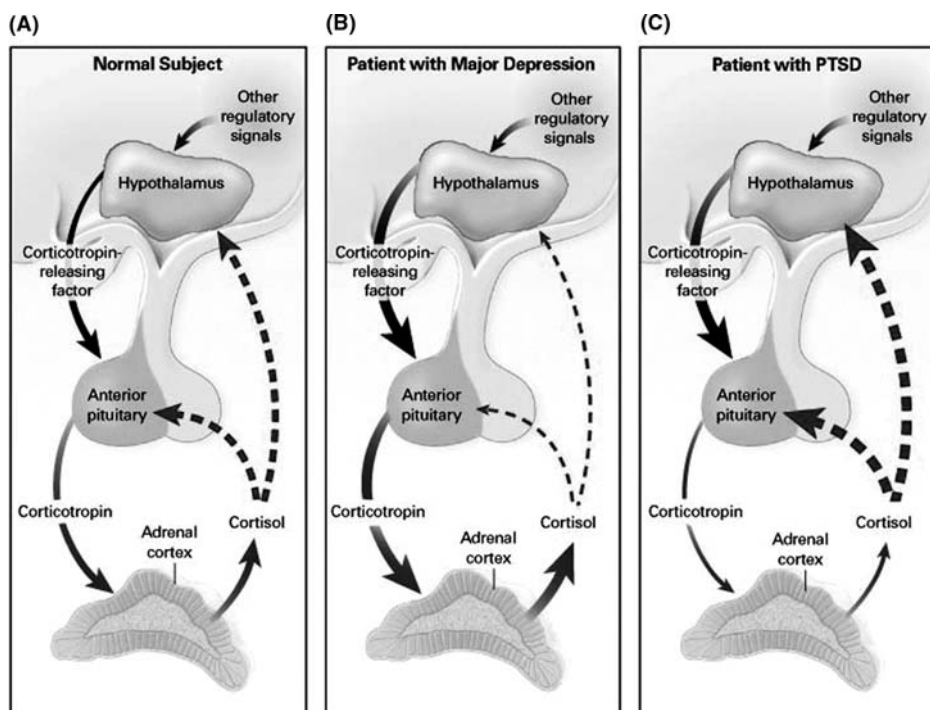 (A)
Normal Subject
Other
regulatory
signals
Hypothalamus
Corticotropin-
releasing
factor
Anterior
pituitary
Corticotropin
Adrenal
cortex
Cortisol
(B)
Patient with Major Depression
Other
regulatory
signals
Hypothalamus
Corticotropin-
releasing
factor
Anterior
pituitary
Corticotropin
Adrenal
cortex
Cortisol
(C)
Patient with PTSD
Other
regulatory
signals
Hypothalamus
Corticotropin-
releasing
factor
Anterior
pituitary
Corticotropin
Adrenal
cortex
Cortisol